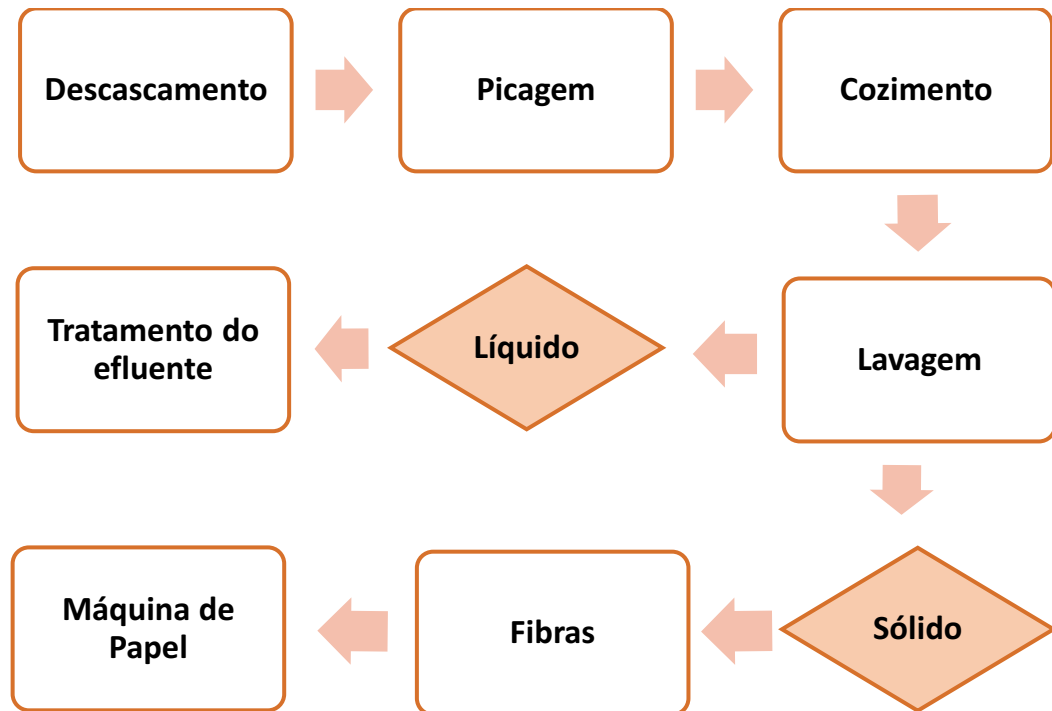 Descascamento
Picagem
Cozimento
Tratamento do
efluente
Líquido
Lavagem
Máquina de
Papel
Fibras
Sólido